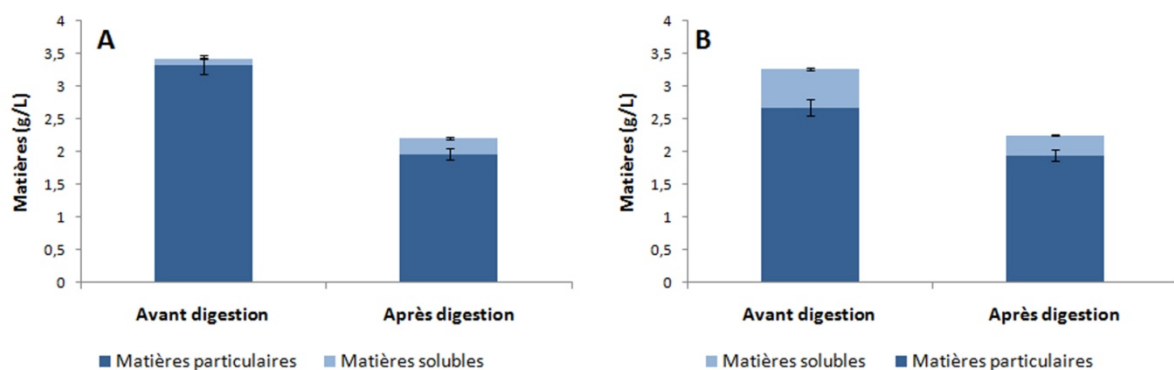 A
Matières (g/L)
4
3,5
3
2,5
2
1,5
1
0,5
0
Avant digestion Après digestion
Matières particulaires Matières solubles
B
Matières (g/L)
4
3,5
3
2,5
2
1,5
1
0,5
0
Avant digestion Après digestion
Matières solubles Matières particulaires